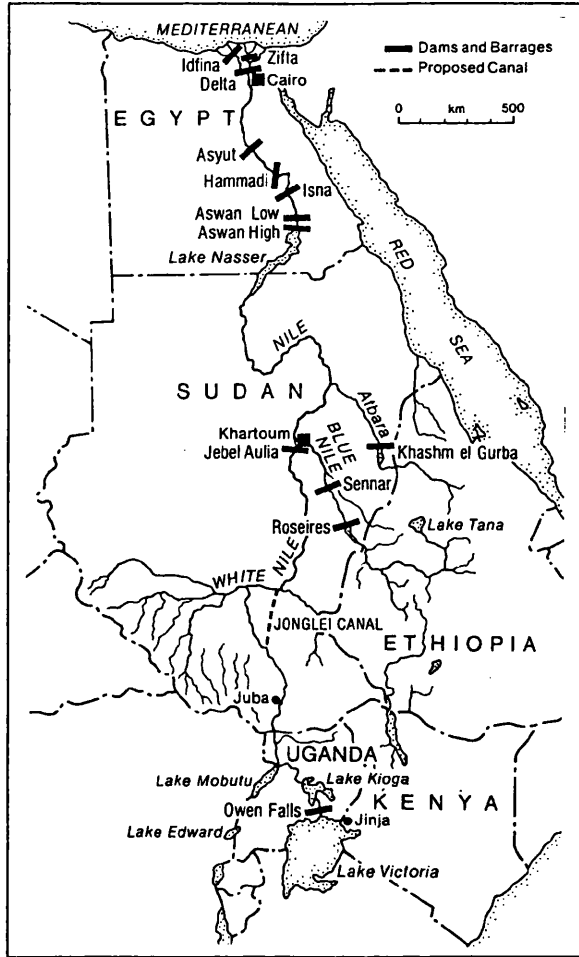 MEDITERRANEAN
Dams and Barrages
Proposed Canal
0 km 500
Idfina
Zifta
Delta
Cairo
EGYPT
Asyut
Hammadi
Isna
Aswan Low
Aswan High
Lake Nasser
RED SEA
NILE
SUDAN
Atbara
Khartoum
Jebel Aulia
BLUE NILE
Khashm el Gurba
Sennar
Roseires
Lake Tana
WHITE NILE
JONGLEI CANAL
ETHIOPIA
Juba
UGANDA
Lake Mobutu
Lake Kioga
KENYA
Owen Falls
Jinja
Lake Edward
Lake Victoria